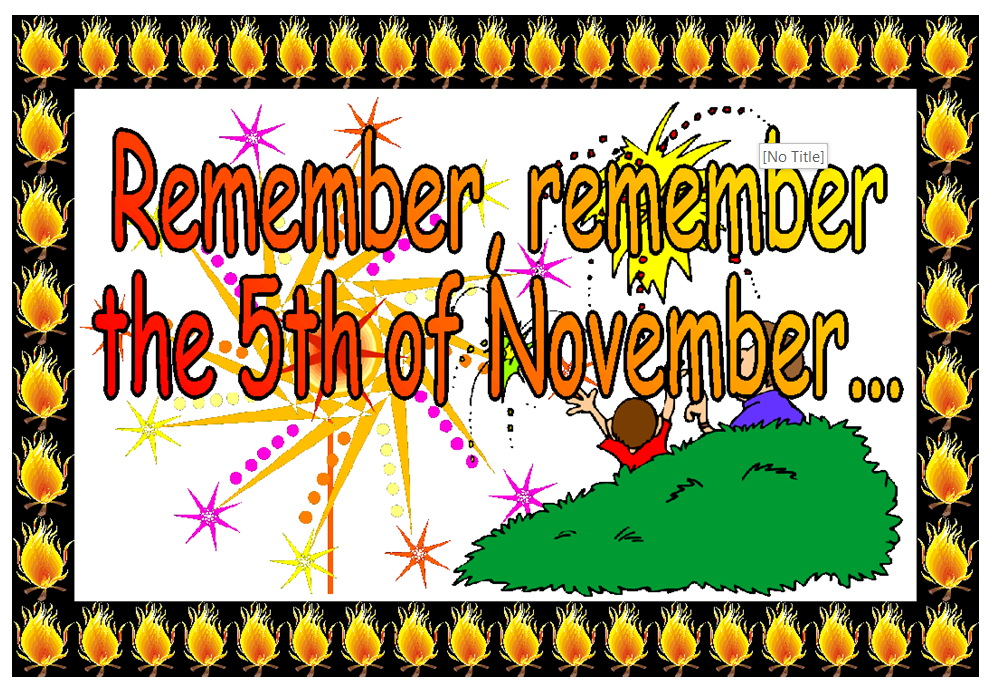 Remember, remember
the 5th of November...
[No Title]